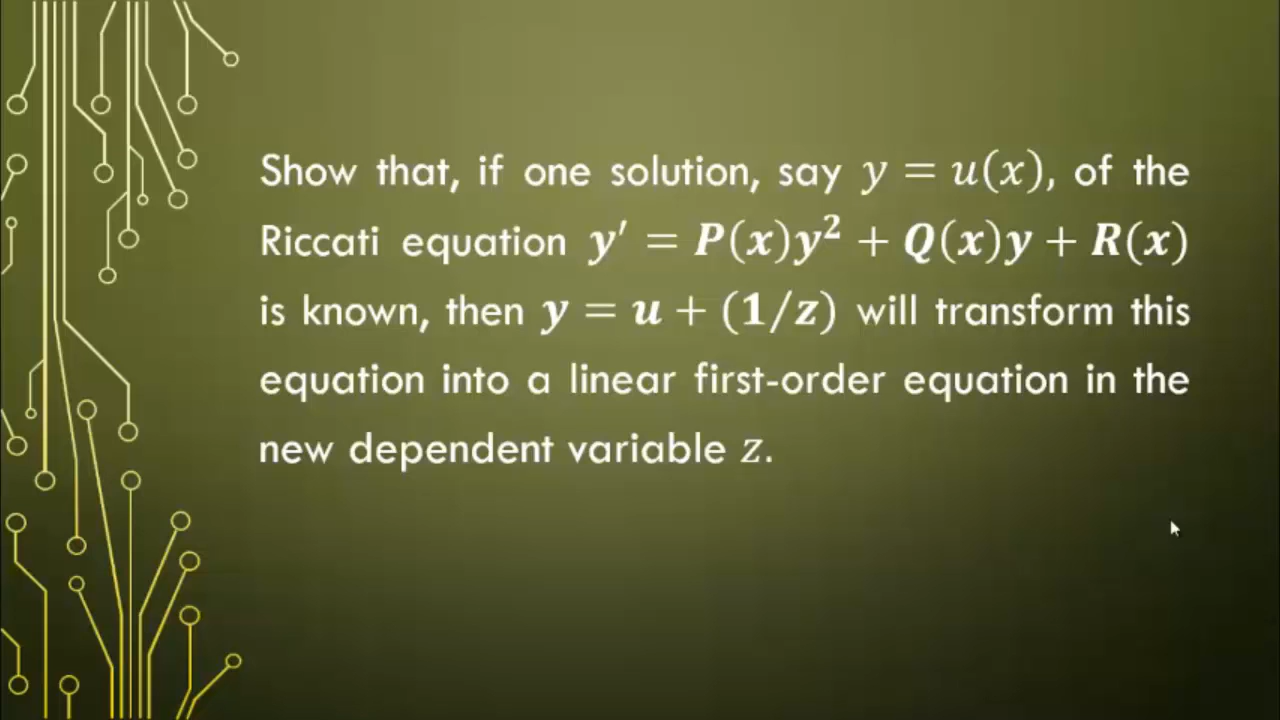 Show that, if one solution, say y = u(x), of the
Riccati equation y′ = P(x)y² + Q(x)y + R(x)
is known, then y = u + (1/z) will transform this
equation into a linear first-order equation in the
new dependent variable z.